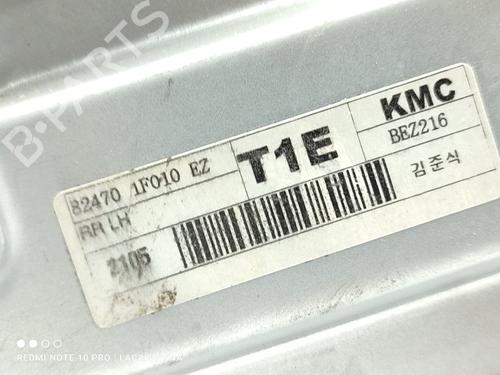 B-PARTS
82470 1F010 EZ
T1E
KMC
BEZ216
RR LH
김준식
2105
REDMI NOTE 10 PRO